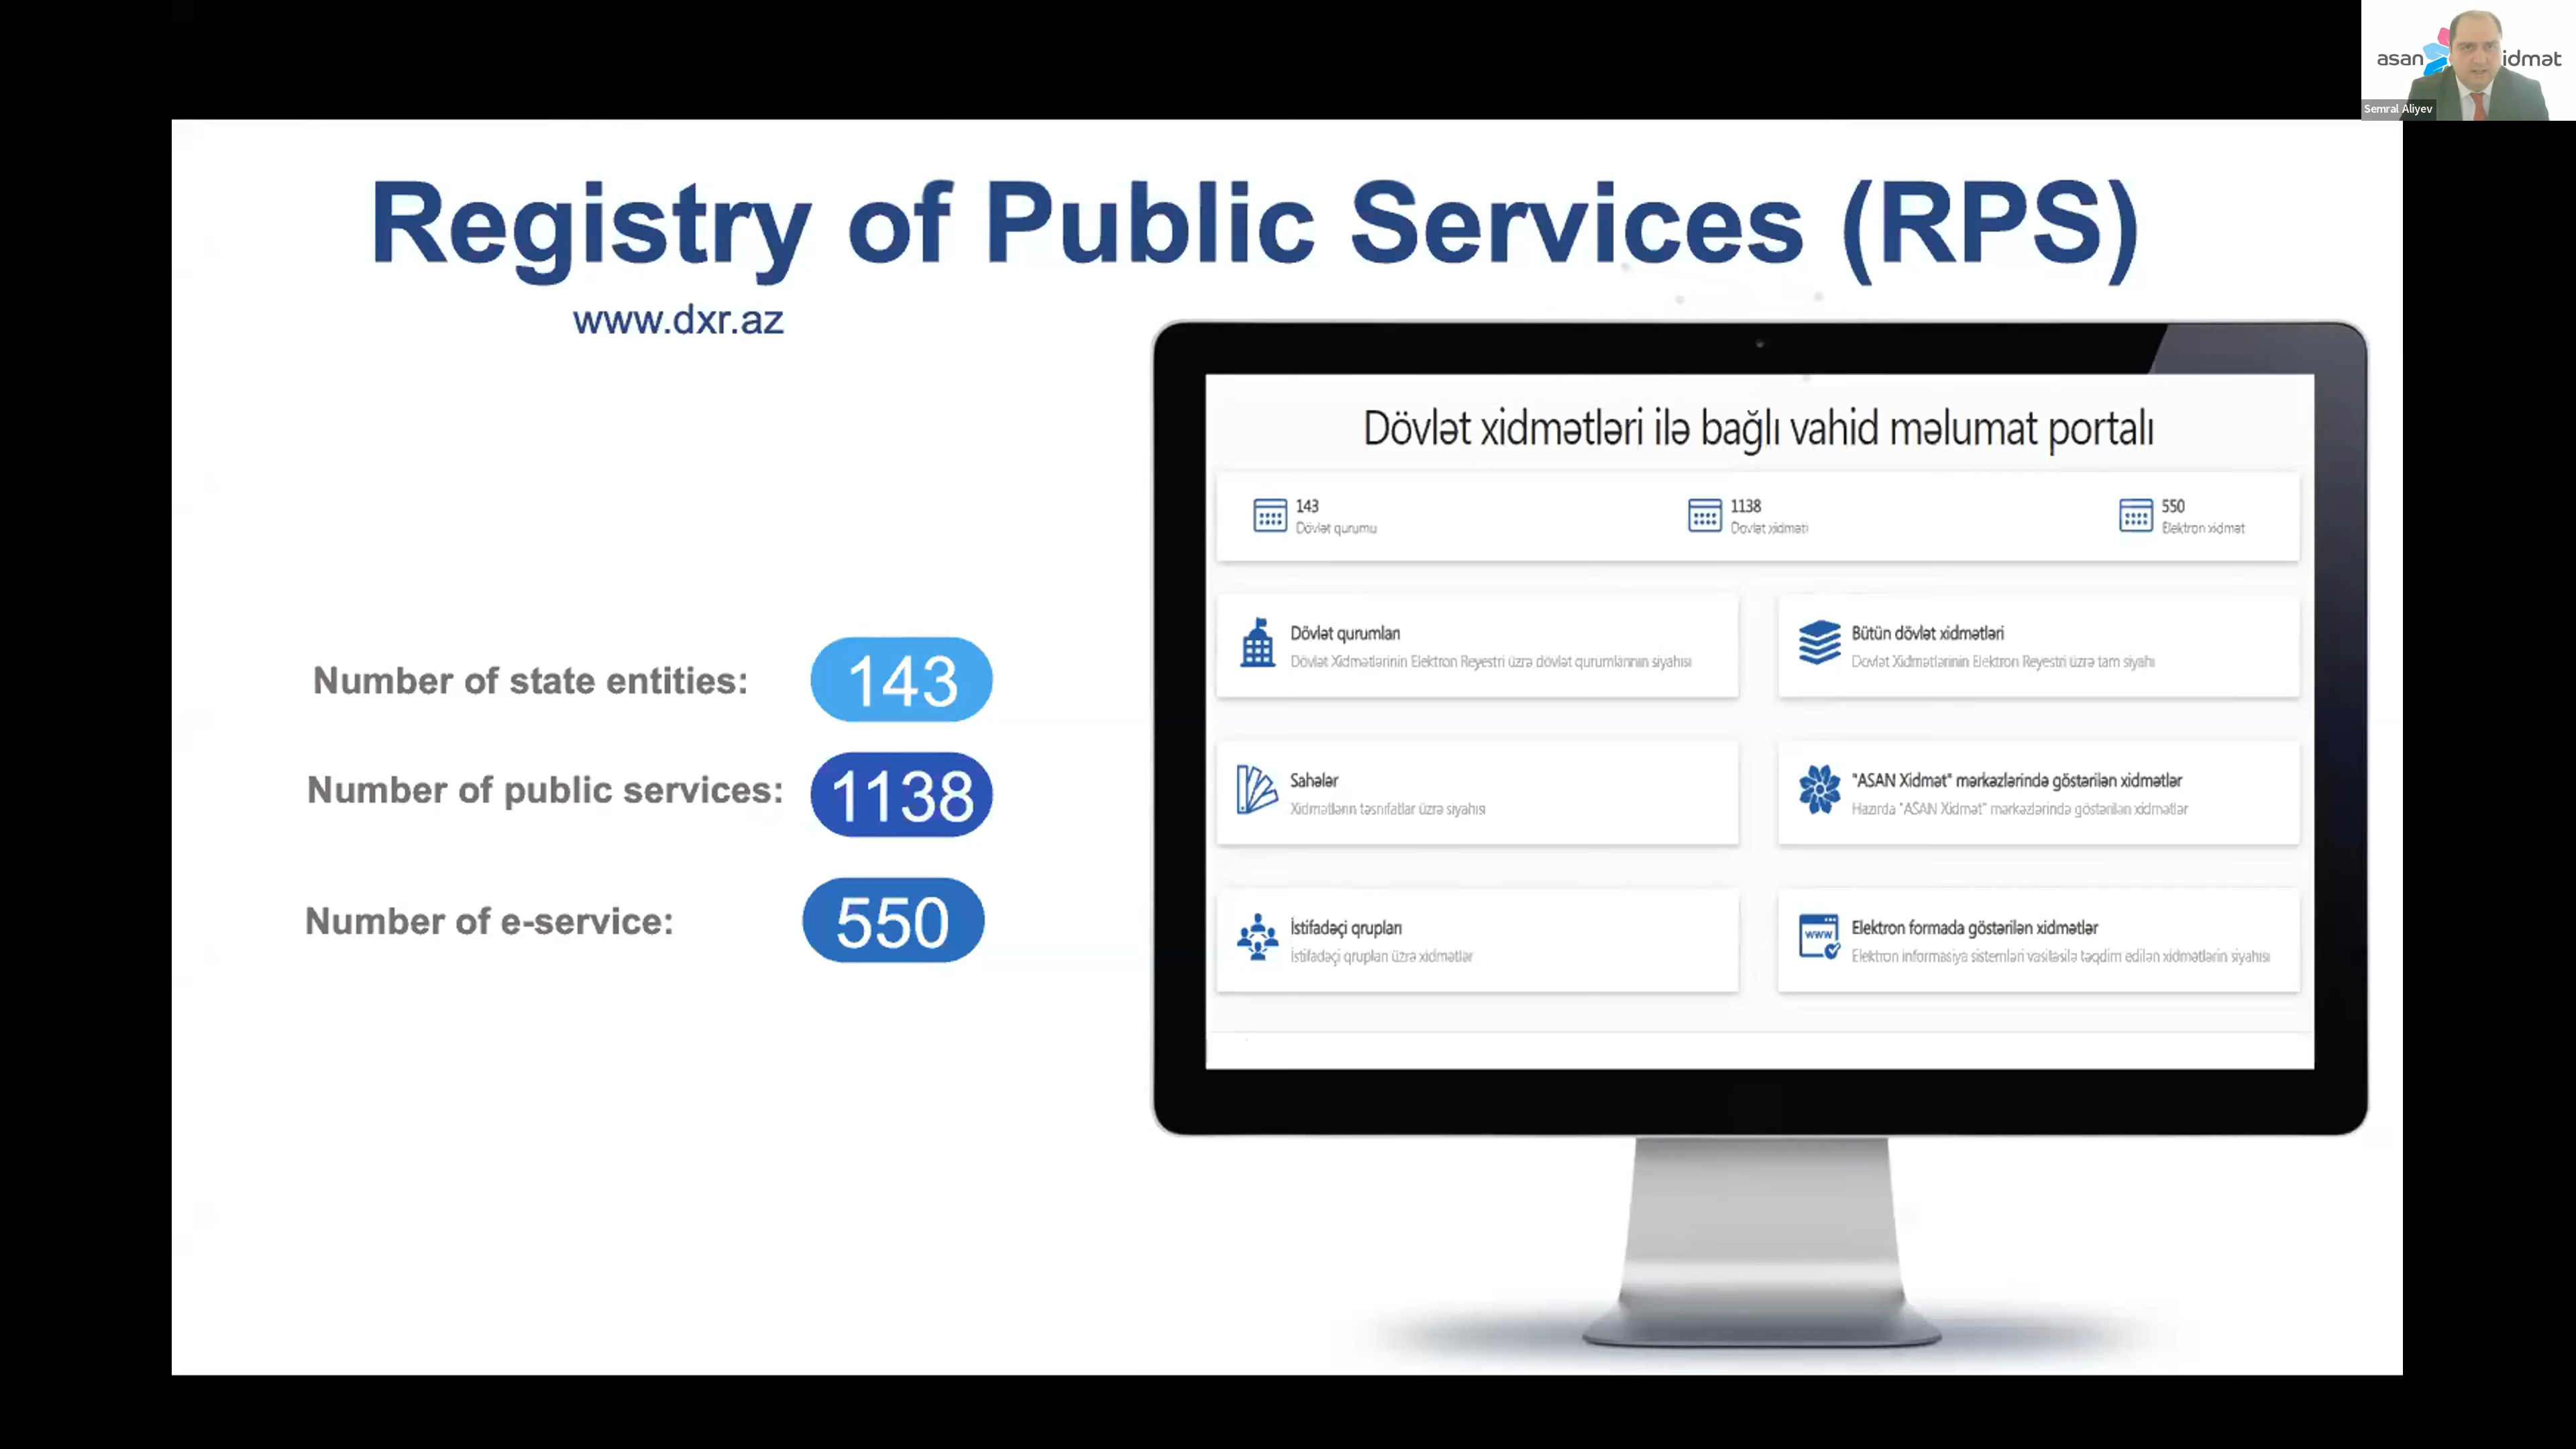 asan xidmət
Semral Aliyev
Registry of Public Services (RPS)
www.dxr.az
Number of state entities: 143
Number of public services: 1138
Number of e-service: 550
Dövlət xidmətləri ilə bağlı vahid məlumat portalı
143
Dövlət qurumu
1138
Dövlət xidməti
550
Elektron xidmət
Dövlət qurumları
Dövlət Xidmətlərinin Elektron Reyestri üzrə dövlət qurumlarının siyahısı
Bütün dövlət xidmətləri
Dövlət Xidmətlərinin Elektron Reyestri üzrə tam siyahı
Sahələr
Xidmətlərin təsnifatlar üzrə siyahısı
"ASAN Xidmət" mərkəzlərində göstərilən xidmətlər
Hazırda "ASAN Xidmət" mərkəzlərində göstərilən xidmətlər
İstifadəçi qrupları
İstifadəçi qrupları üzrə xidmətlər
www
Elektron formada göstərilən xidmətlər
Elektron informasiya sistemləri vasitəsilə təqdim edilən xidmətlərin siyahısı